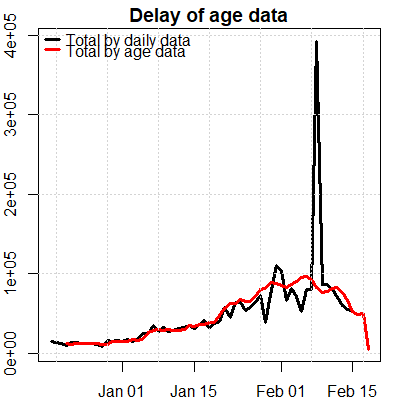 Delay of age data
4e+05
Total by daily data
Total by age data
3e+05
2e+05
1e+05
0e+00
Jan 01 Jan 15 Feb 01 Feb 15